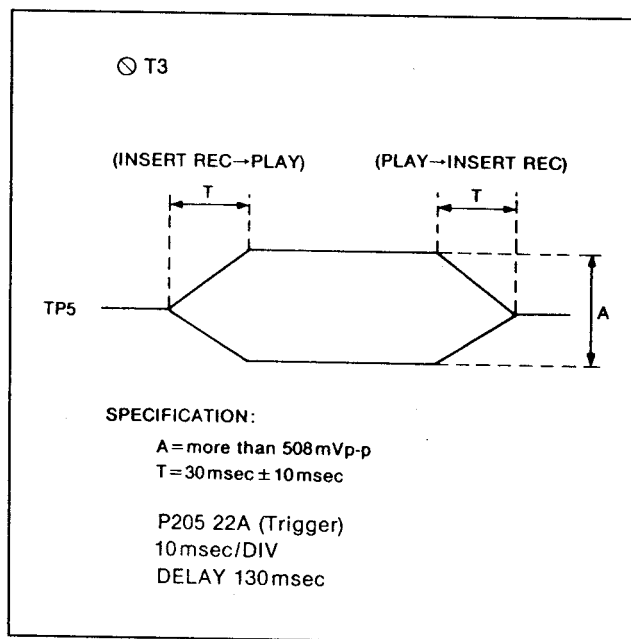 T3
(INSERT REC→PLAY) (PLAY→INSERT REC)
T T
TP5
A
SPECIFICATION:
A=more than 508mVp-p
T=30msec ± 10msec
P205 22A (Trigger)
10msec/DIV
DELAY 130msec